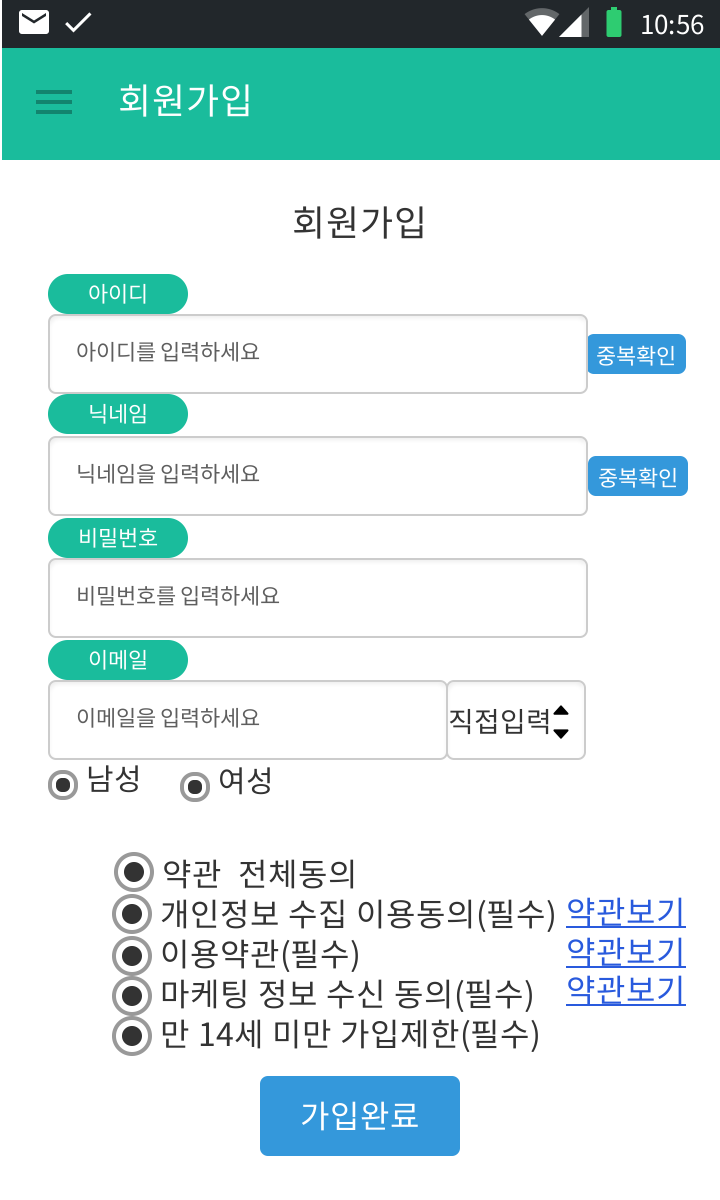 10:56
회원가입
회원가입
아이디
아이디를 입력하세요 중복확인
닉네임
닉네임을 입력하세요 중복확인
비밀번호
비밀번호를 입력하세요
이메일
이메일을 입력하세요 직접입력
남성 여성
약관 전체동의
개인정보 수집 이용동의(필수) 약관보기
이용약관(필수) 약관보기
마케팅 정보 수신 동의(필수) 약관보기
만 14세 미만 가입제한(필수)
가입완료